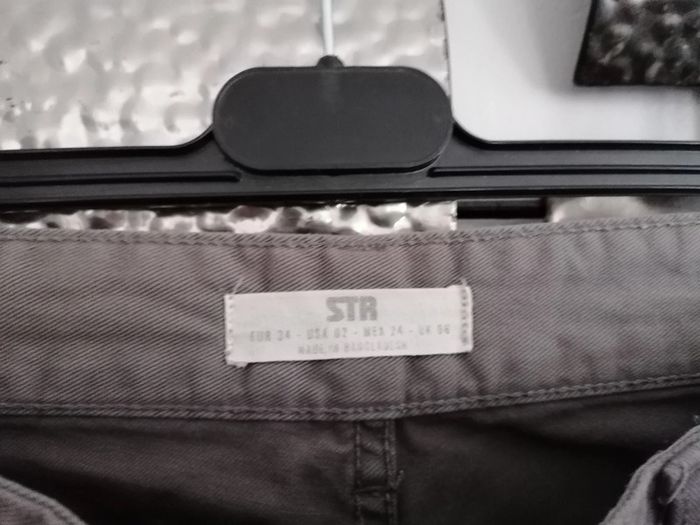 STR
EUR 34 - USA 02 - MEX 24 - UK 06
MADE IN BANGLADESH